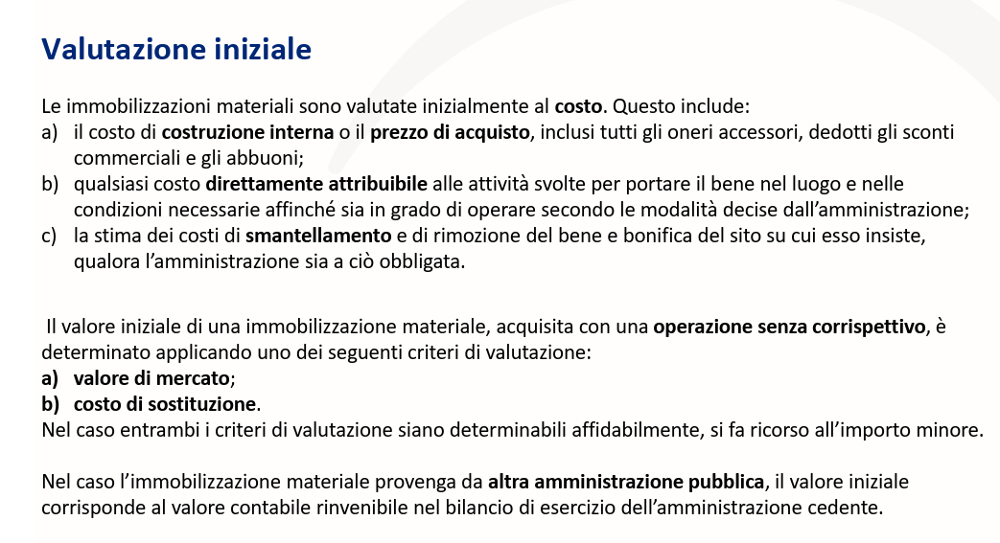 Valutazione iniziale
Le immobilizzazioni materiali sono valutate inizialmente al costo. Questo include:
a) il costo di costruzione interna o il prezzo di acquisto, inclusi tutti gli oneri accessori, dedotti gli sconti
commerciali e gli abbuoni;
b) qualsiasi costo direttamente attribuibile alle attività svolte per portare il bene nel luogo e nelle
condizioni necessarie affinché sia in grado di operare secondo le modalità decise dall’amministrazione;
c) la stima dei costi di smantellamento e di rimozione del bene e bonifica del sito su cui esso insiste,
qualora l’amministrazione sia a ciò obbligata.
Il valore iniziale di una immobilizzazione materiale, acquisita con una operazione senza corrispettivo, è
determinato applicando uno dei seguenti criteri di valutazione:
a) valore di mercato;
b) costo di sostituzione.
Nel caso entrambi i criteri di valutazione siano determinabili affidabilmente, si fa ricorso all’importo minore.
Nel caso l’immobilizzazione materiale provenga da altra amministrazione pubblica, il valore iniziale
corrisponde al valore contabile rinvenibile nel bilancio di esercizio dell’amministrazione cedente.